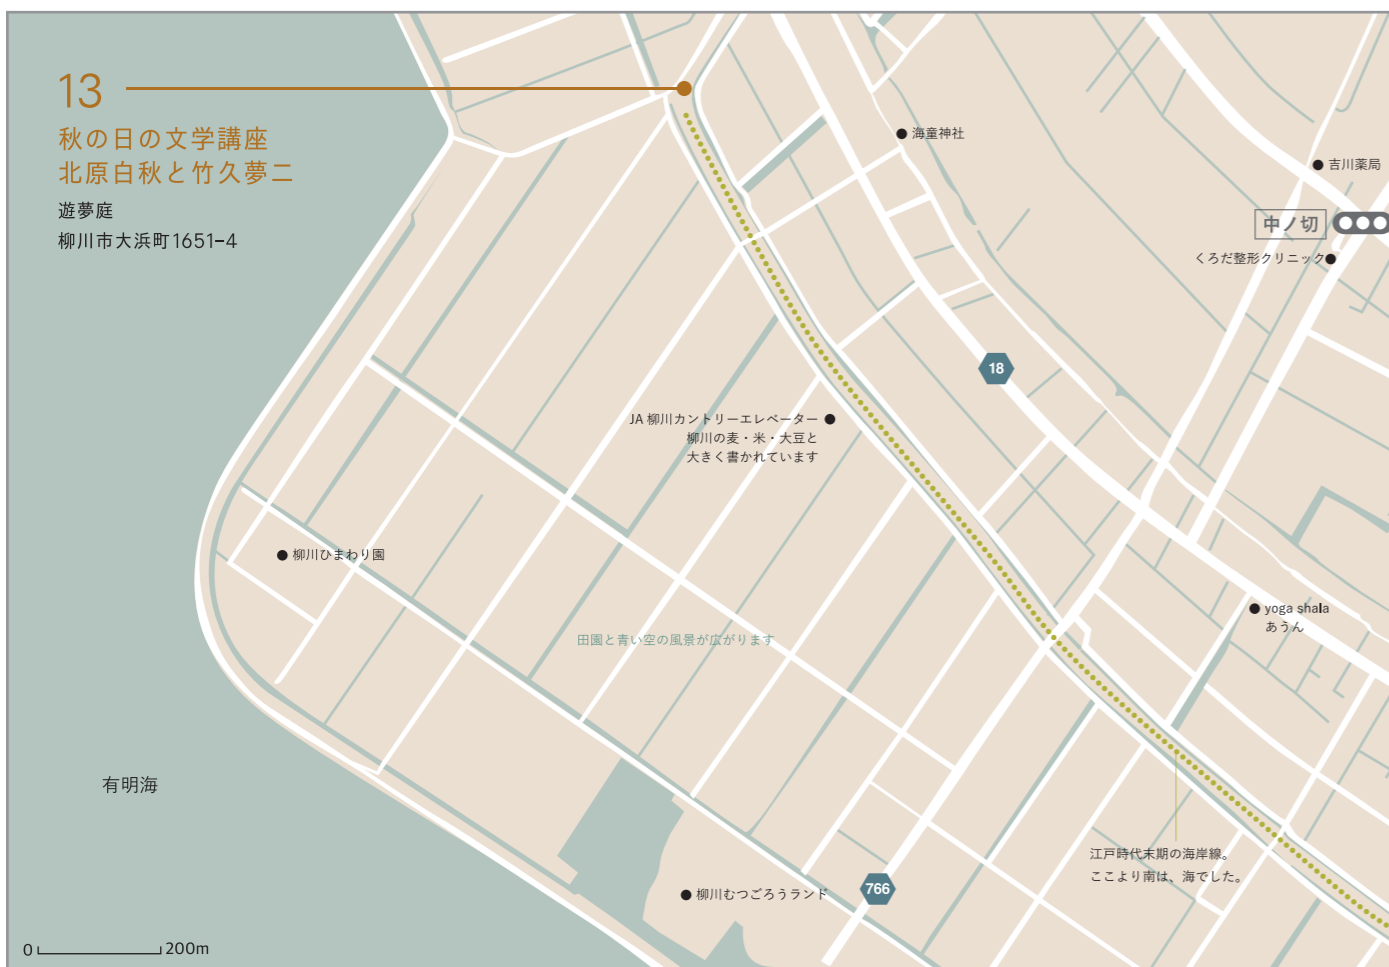 13
秋の日の文学講座
北原白秋と竹久夢二
遊夢庭
柳川市大浜町1651-4
海童神社
吉川薬局
中ノ切
くろだ整形クリニック
18
JA 柳川カントリーエレベーター
柳川の麦・米・大豆と
大きく書かれています
柳川ひまわり園
yoga shala
あうん
田園と青い空の風景が広がります
有明海
江戸時代末期の海岸線。
ここより南は、海でした。
柳川むつごろうランド
766
0 200m